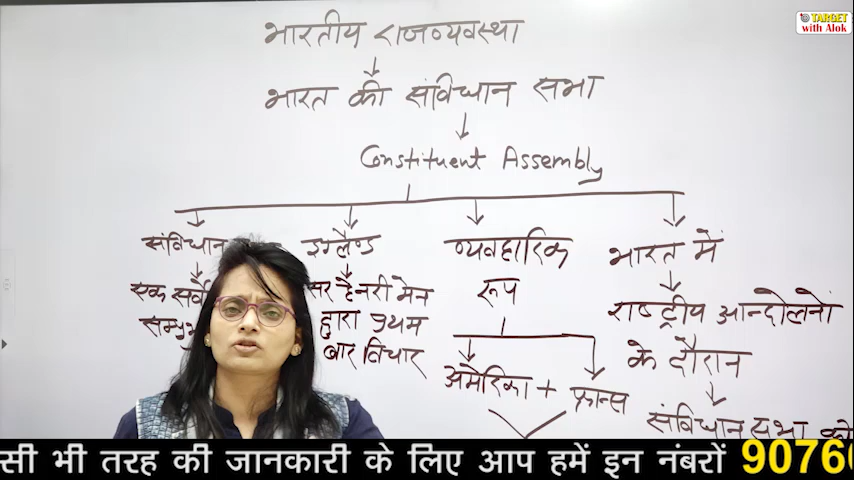 TARGET
with Alok
भारतीय राजव्यवस्था
भारत की संविधान सभा
Constituent Assembly
संविधान
एक
इंग्लैण्ड
सर हैनरी मेन
द्वारा प्रथम
बार विचार
व्यवहारिक
रूप
अमेरिका + फ्रान्स
भारत में
राष्ट्रीय आन्दोलनों
के दौरान
संविधान सभा की
सी भी तरह की जानकारी के लिए आप हमें इन नंबरों 9076